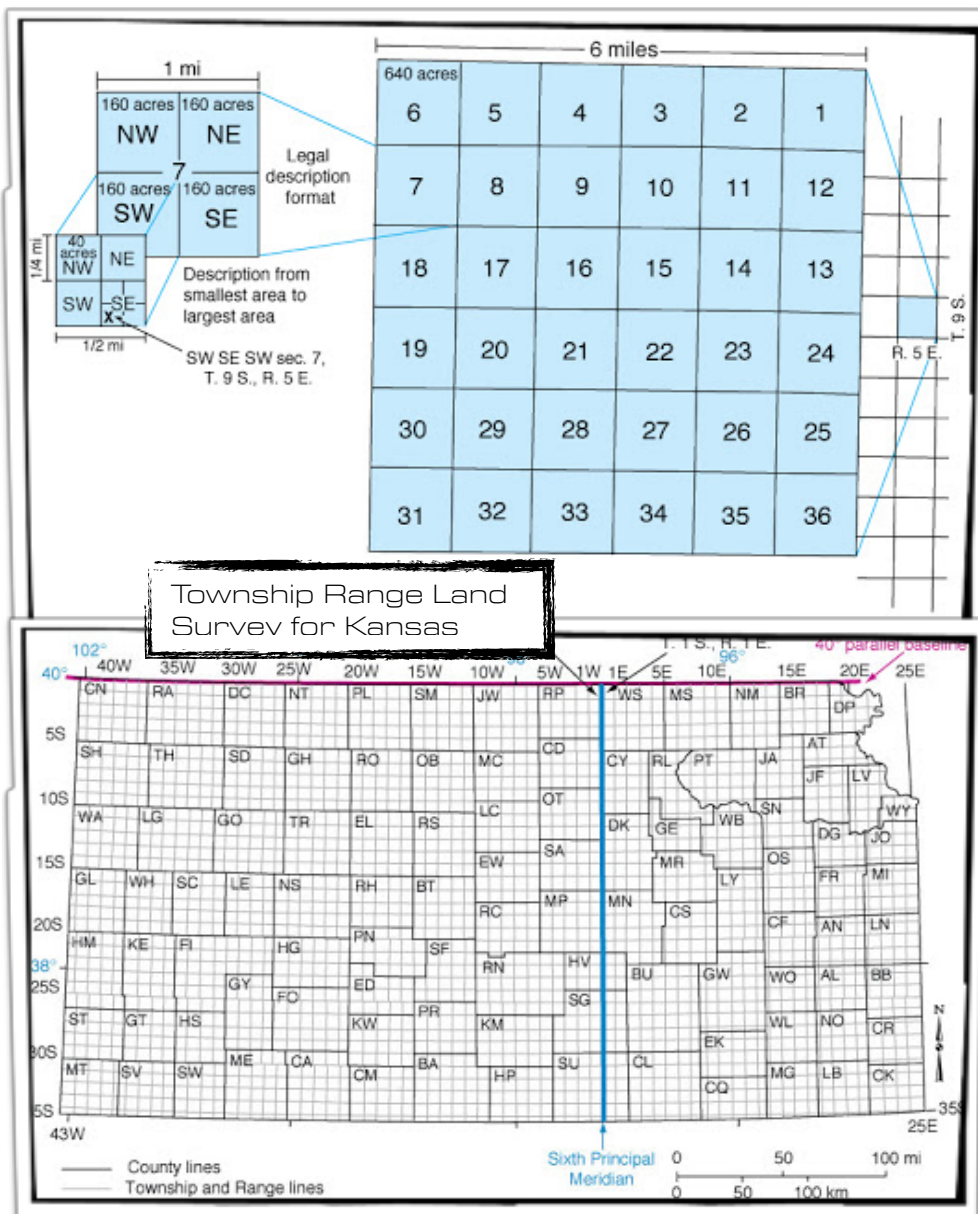 6 miles
1 mi
640 acres
6 5 4 3 2 1
7 8 9 10 11 12
18 17 16 15 14 13
19 20 21 22 23 24
30 29 28 27 26 25
31 32 33 34 35 36
160 acres 160 acres
NW NE
7
160 acres 160 acres
SW SE
Legal
description
format
40
acres
NW NE
SW SE
X
1/4 mi
1/2 mi
Description from
smallest area to
largest area
SW SE SW sec. 7,
T. 9 S., R. 5 E.
T. 9 S.
R. 5 E.
Township Range Land
Survey for Kansas
102° 98° T. 1 S., R. 1 E. 96° 40° parallel baseline
40° 40W 35W 30W 25W 20W 15W 10W 5W 1W 1E 5E 10E 15E 20E 25E
CN RA DC NT PL SM JW RP WS MS NM BR DP
5S
SH TH SD GH RO OB MC CD CY RL PT JA AT JF LV
10S
WA LG GO TR EL RS LC OT DK GE WB SN DG WY JO
15S
GL WH SC LE NS RH BT EW SA MR LY OS FR MI
20S
HM KE FI HG PN SF RC MP MN CS CF AN LN
38°
25S
GY FO ED RN HV BU GW WO AL BB
ST GT HS KW PR KM SG EK WL NO CR
30S
MT SV SW ME CA CM BA HP SU CL CQ MG LB CK
N
5S 35S
43W 25E
Sixth Principal
Meridian
County lines
Township and Range lines
0 50 100 mi
0 50 100 km